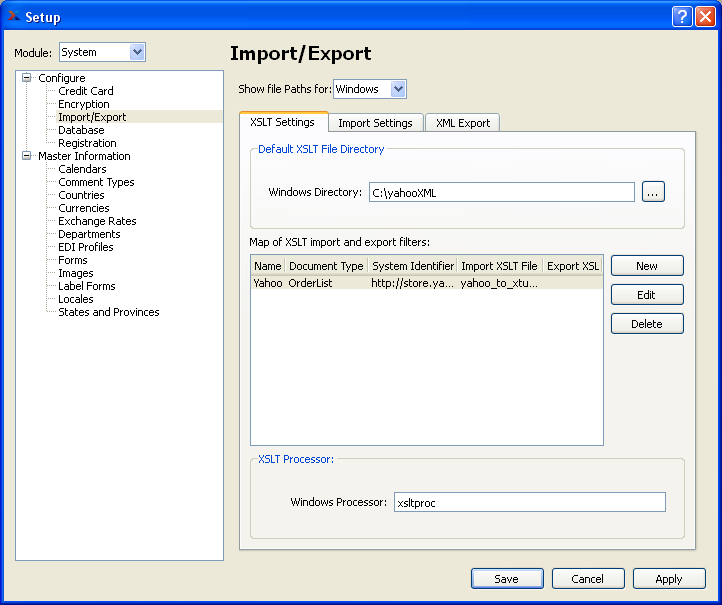 Setup
Module: System
Import/Export
Configure
Credit Card
Encryption
Import/Export
Database
Registration
Master Information
Calendars
Comment Types
Countries
Currencies
Exchange Rates
Departments
EDI Profiles
Forms
Images
Label Forms
Locales
States and Provinces
Show file Paths for: Windows
XSLT Settings Import Settings XML Export
Default XSLT File Directory
Windows Directory: C:\yahooXML ...
Map of XSLT import and export filters:
Name Document Type System Identifier Import XSLT File Export XSL
Yahoo OrderList http://store.ya... yahoo_to_xtu...
New
Edit
Delete
XSLT Processor:
Windows Processor: xsltproc
Save Cancel Apply